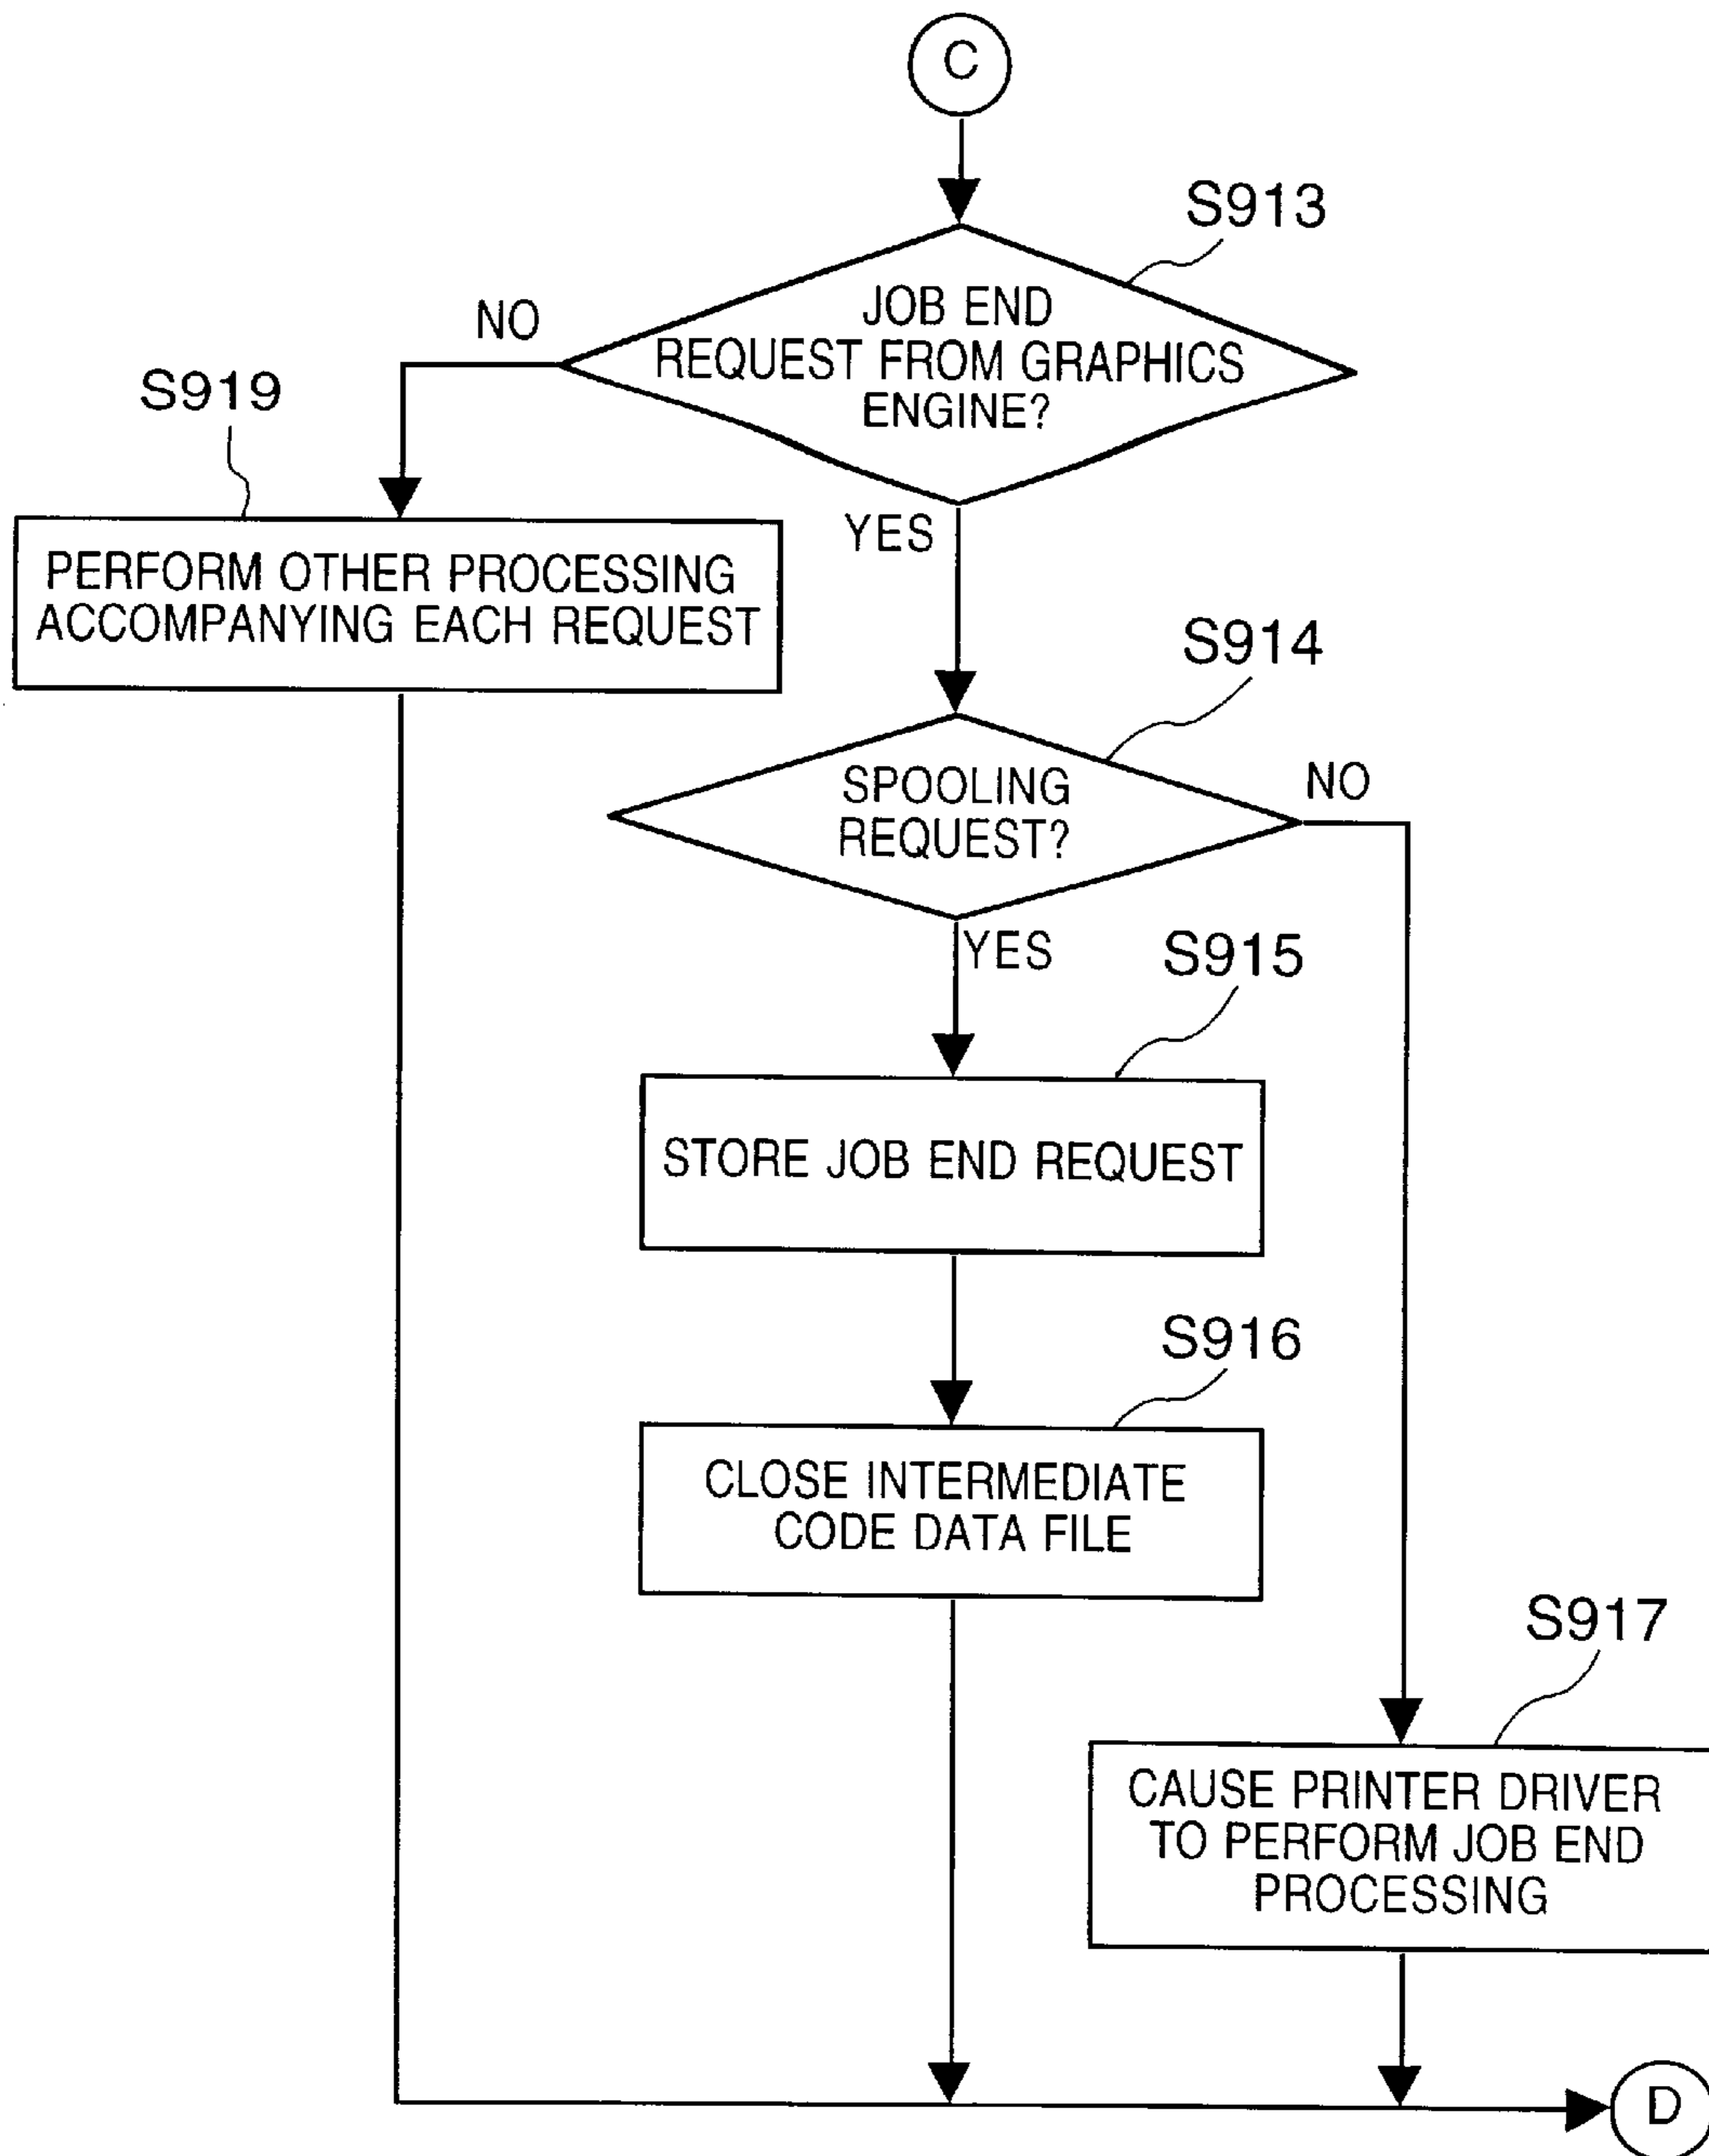 C
S913
JOB END
REQUEST FROM GRAPHICS
ENGINE?
NO
S919
YES
PERFORM OTHER PROCESSING
ACCOMPANYING EACH REQUEST
S914
SPOOLING
REQUEST?
NO
YES
S915
STORE JOB END REQUEST
S916
CLOSE INTERMEDIATE
CODE DATA FILE
S917
CAUSE PRINTER DRIVER
TO PERFORM JOB END
PROCESSING
D